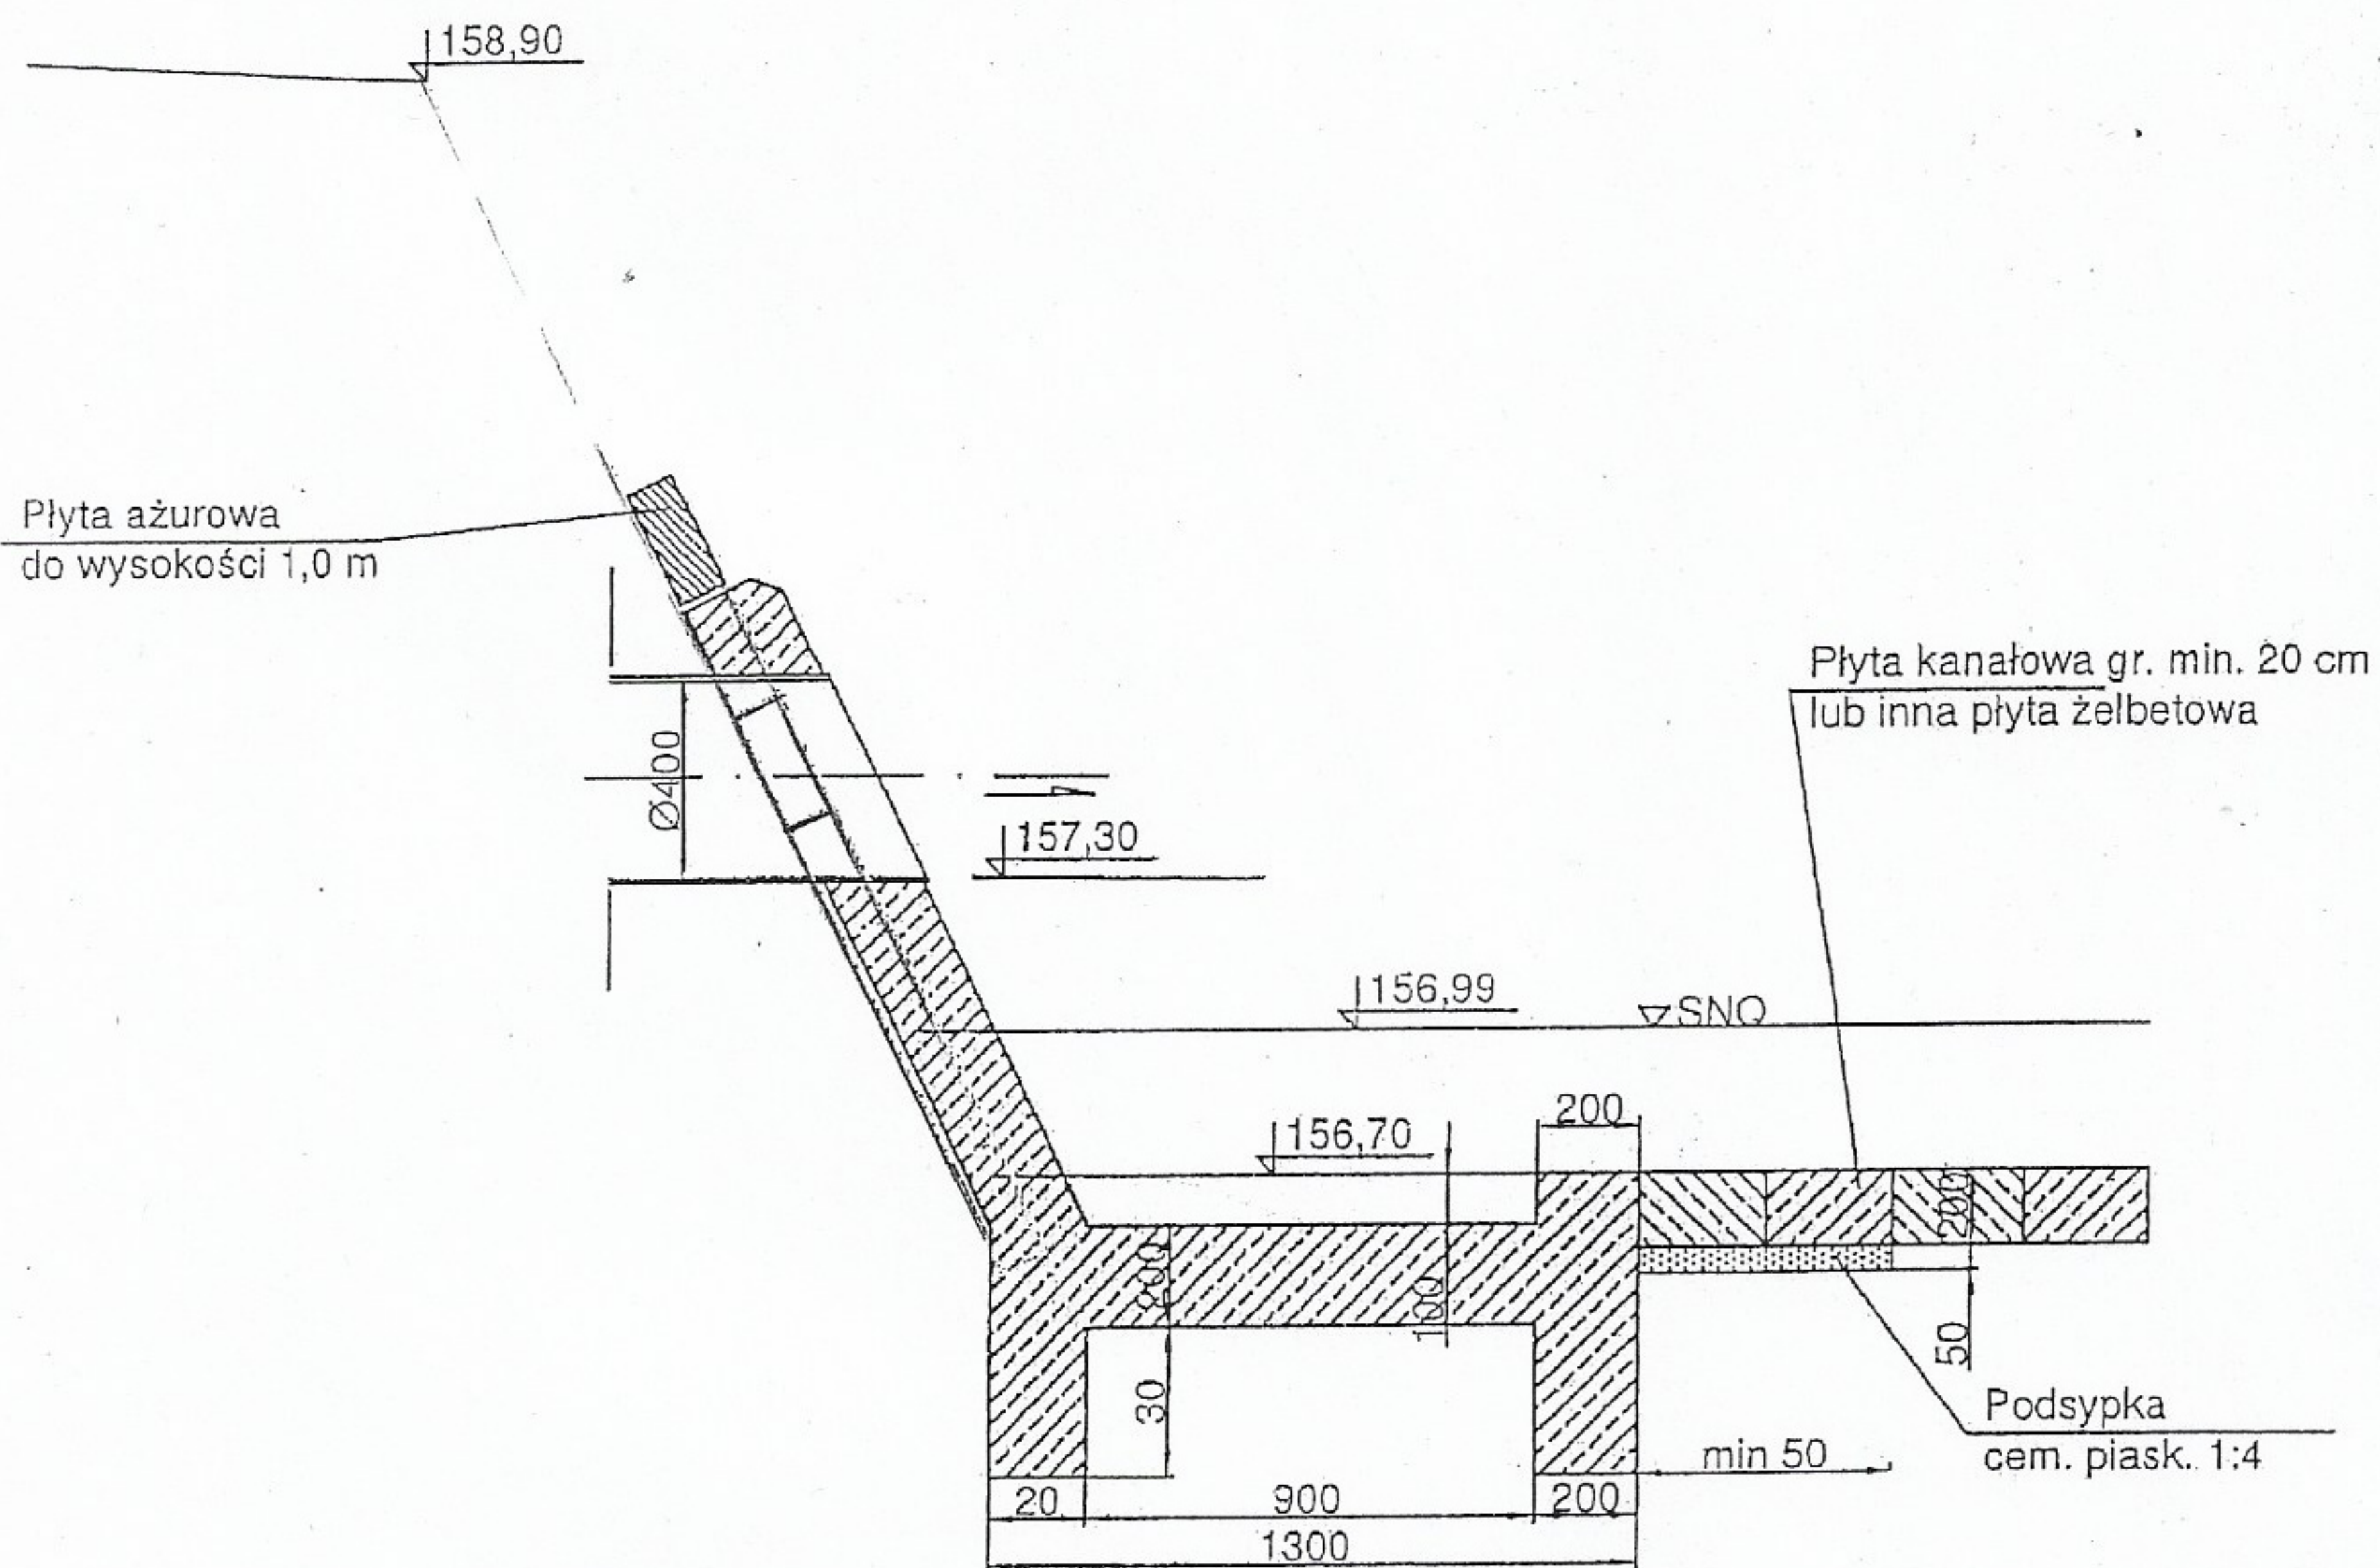 158,90
Płyta ażurowa
do wysokości 1,0 m
Płyta kanałowa gr. min. 20 cm
lub inna płyta żelbetowa
Ø400
157,30
156,99
SNQ
200
156,70
200
200
100
50
30
Podsypka
cem. piask. 1:4
min 50
20
900
200
1300